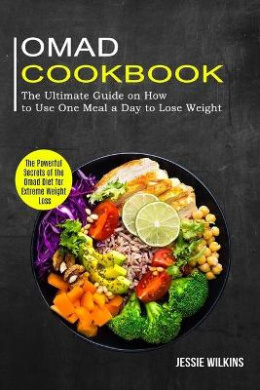 OMAD
COOKBOOK
The Ultimate Guide on How
to Use One Meal a Day to Lose Weight
The Powerful
Secrets of the
Omad Diet for
Extreme Weight
Loss
JESSIE WILKINS